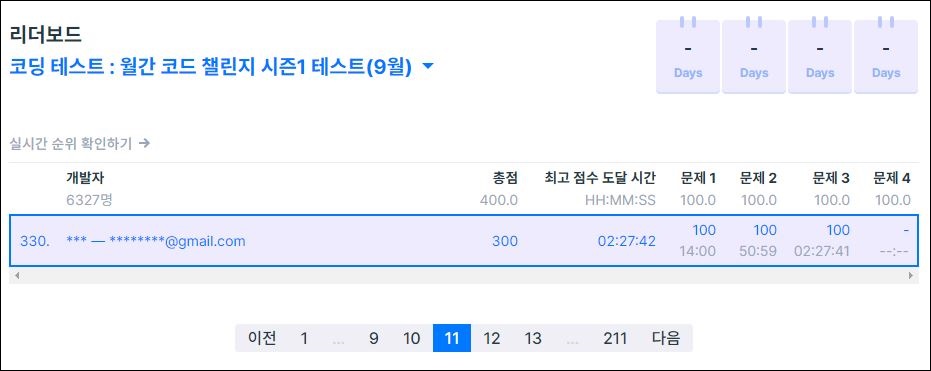 리더보드
코딩 테스트 : 월간 코드 챌린지 시즌1 테스트(9월)
- - - -
Days Days Days Days
실시간 순위 확인하기 →
개발자 총점 최고 점수 도달 시간 문제 1 문제 2 문제 3 문제 4
6327명 400.0 HH:MM:SS 100.0 100.0 100.0 100.0
330. *** — ********@gmail.com 300 02:27:42 100 100 100 -
14:00 50:59 02:27:41 --:--
이전 1 ... 9 10 11 12 13 ... 211 다음